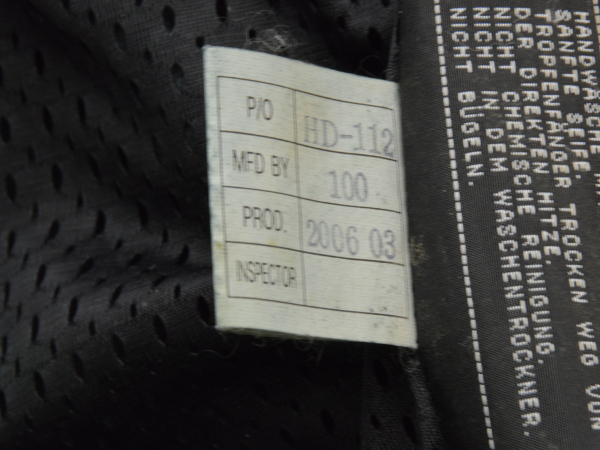 P/O HD-112
MFD BY 100
PROD. 2006 03
INSPECTOR
HANDWÄSCHE
SANFTE SEIFE.
TROPFENFÄNGER TROCKEN WEG VON
DER DIREKTEN HITZE.
NICHT CHEMSCHE REINIGUNG.
NICHT IN DEM WASCHENTROCKNER.
NICHT BÜGELN.